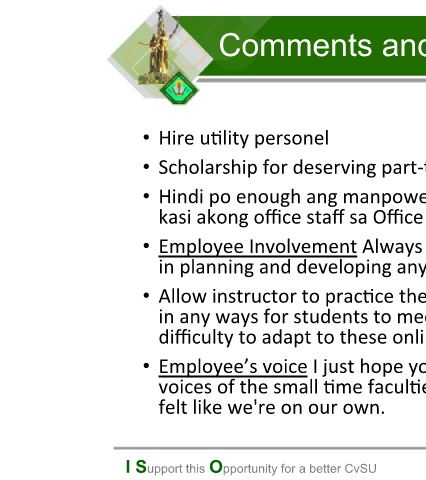 Comments and
• Hire utility personel
• Scholarship for deserving part-
• Hindi po enough ang manpowe
kasi akong office staff sa Office
• Employee Involvement Always
in planning and developing any
• Allow instructor to practice the
in any ways for students to me
difficulty to adapt to these onli
• Employee's voice I just hope yo
voices of the small time facultie
felt like we're on our own.
I Support this Opportunity for a better CvSU